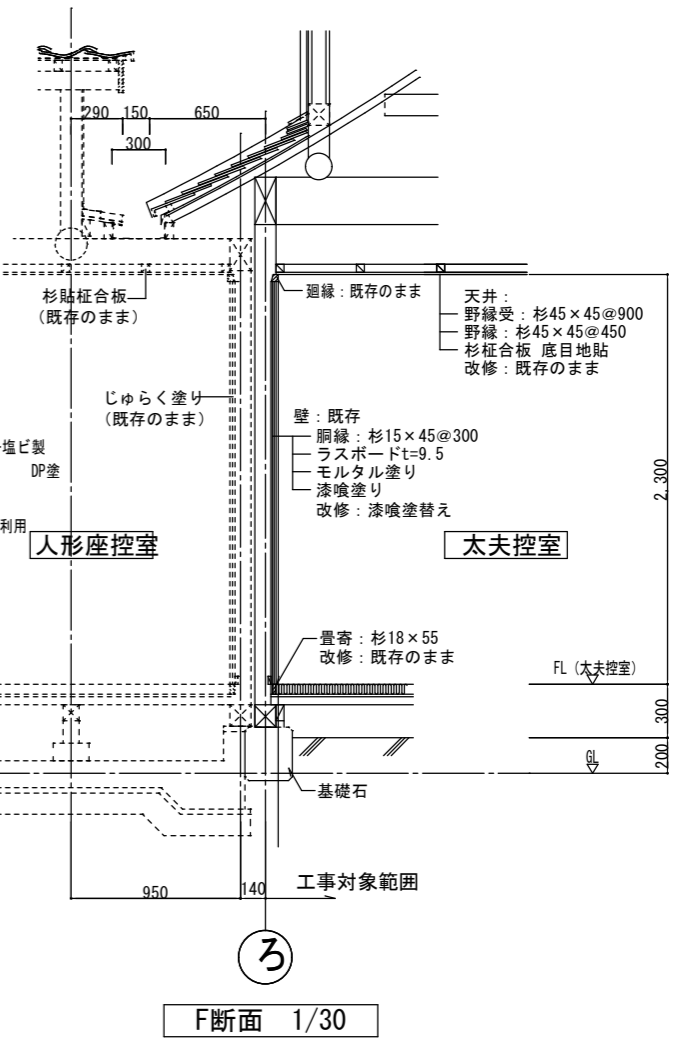 290 150 650
300
杉貼柾合板
(既存のまま)
廻縁：既存のまま
天井：
野縁受：杉45×45@900
野縁：杉45×45@450
杉柾合板 底目地貼
改修：既存のまま
じゅらく塗り
(既存のまま)
壁：既存
胴縁：杉15×45@300
ラスボードt=9.5
モルタル塗り
漆喰塗り
改修：漆喰塗替え
塩ビ製
DP塗
利用
人形座控室
太夫控室
2,300
畳寄：杉18×55
改修：既存のまま
FL (太夫控室)
300
200
GL
基礎石
950 140
工事対象範囲
ろ
F断面 1/30